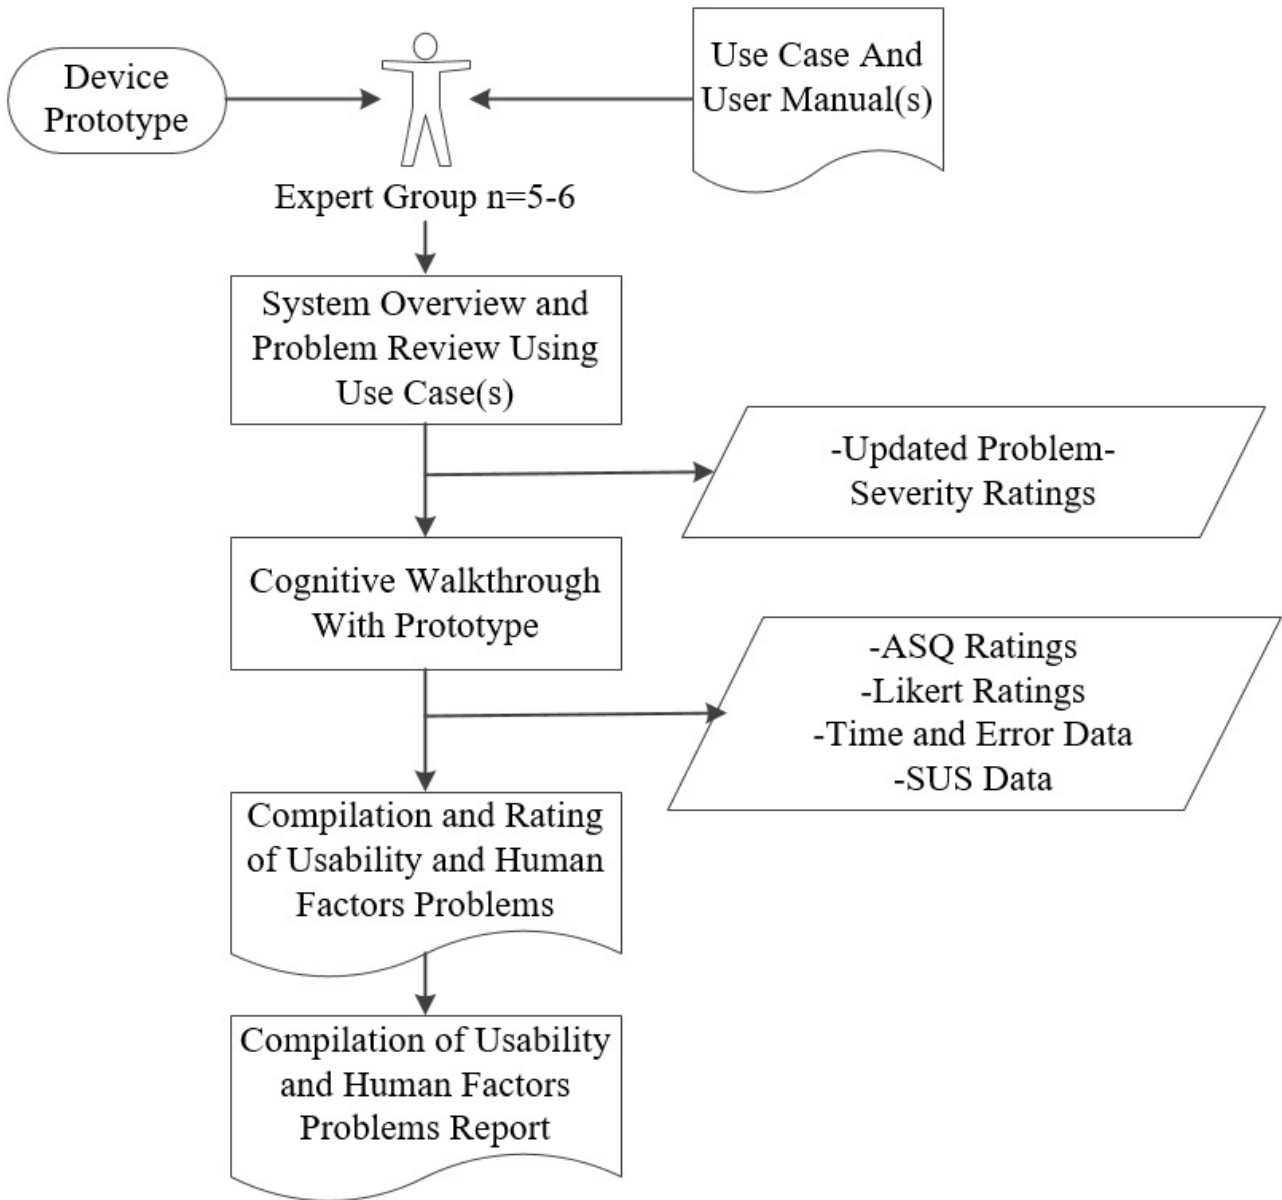 Device
Prototype
Use Case And
User Manual(s)
Expert Group n=5-6
System Overview and
Problem Review Using
Use Case(s)
-Updated Problem-
Severity Ratings
Cognitive Walkthrough
With Prototype
-ASQ Ratings
-Likert Ratings
-Time and Error Data
-SUS Data
Compilation and Rating
of Usability and Human
Factors Problems
Compilation of Usability
and Human Factors
Problems Report